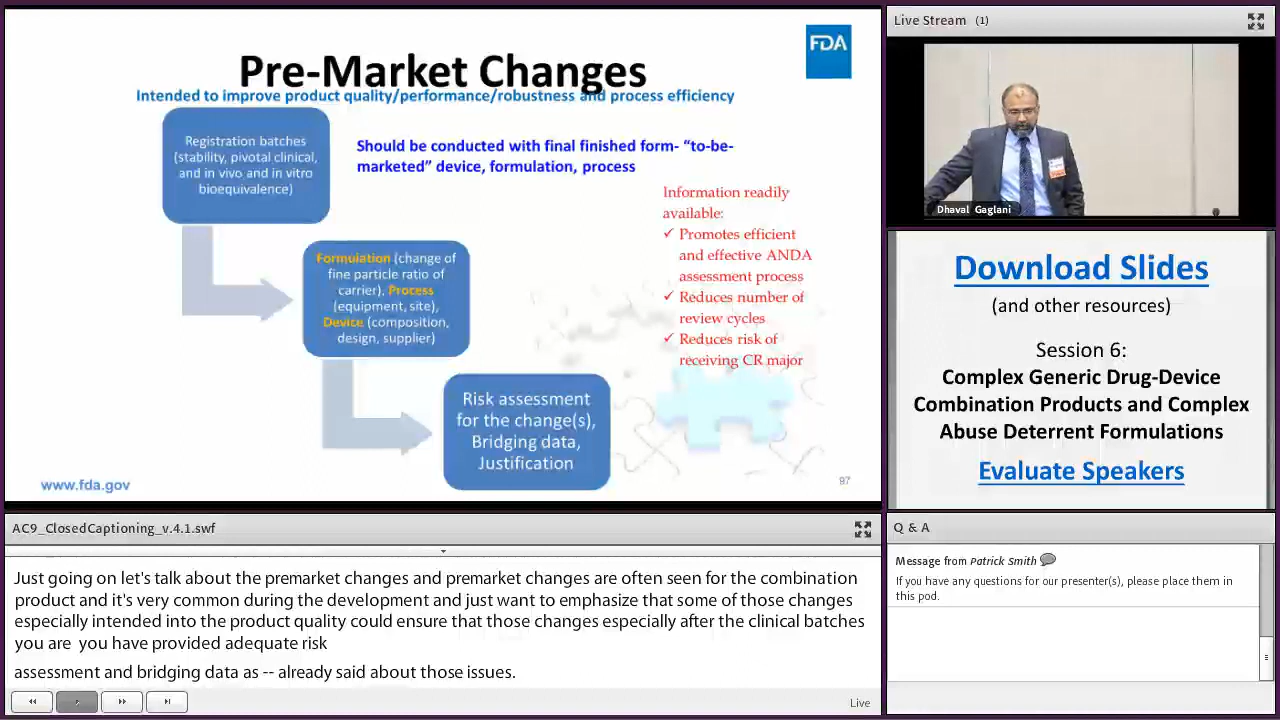 Pre-Market Changes
FDA
Intended to improve product quality/performance/robustness and process efficiency
Registration batches
(stability, pivotal clinical,
and in vivo and in vitro
bioequivalence)
Should be conducted with final finished form- “to-be-
marketed” device, formulation, process
Information readily
available:
✓ Promotes efficient
and effective ANDA
assessment process
✓ Reduces number of
review cycles
✓ Reduces risk of
receiving CR major
Formulation (change of
fine particle ratio of
carrier), Process
(equipment, site),
Device (composition,
design, supplier)
Risk assessment
for the change(s),
Bridging data,
Justification
www.fda.gov
97
Live Stream (1)
Dhaval Gaglani
Download Slides
(and other resources)
Session 6:
Complex Generic Drug-Device
Combination Products and Complex
Abuse Deterrent Formulations
Evaluate Speakers
AC9_ClosedCaptioning_v.4.1.swf
Just going on let's talk about the premarket changes and premarket changes are often seen for the combination
product and it's very common during the development and just want to emphasize that some of those changes
especially intended into the product quality could ensure that those changes especially after the clinical batches
you are you have provided adequate risk
assessment and bridging data as -- already said about those issues.
Live
Q & A
Message from Patrick Smith
If you have any questions for our presenter(s), please place them in
this pod.